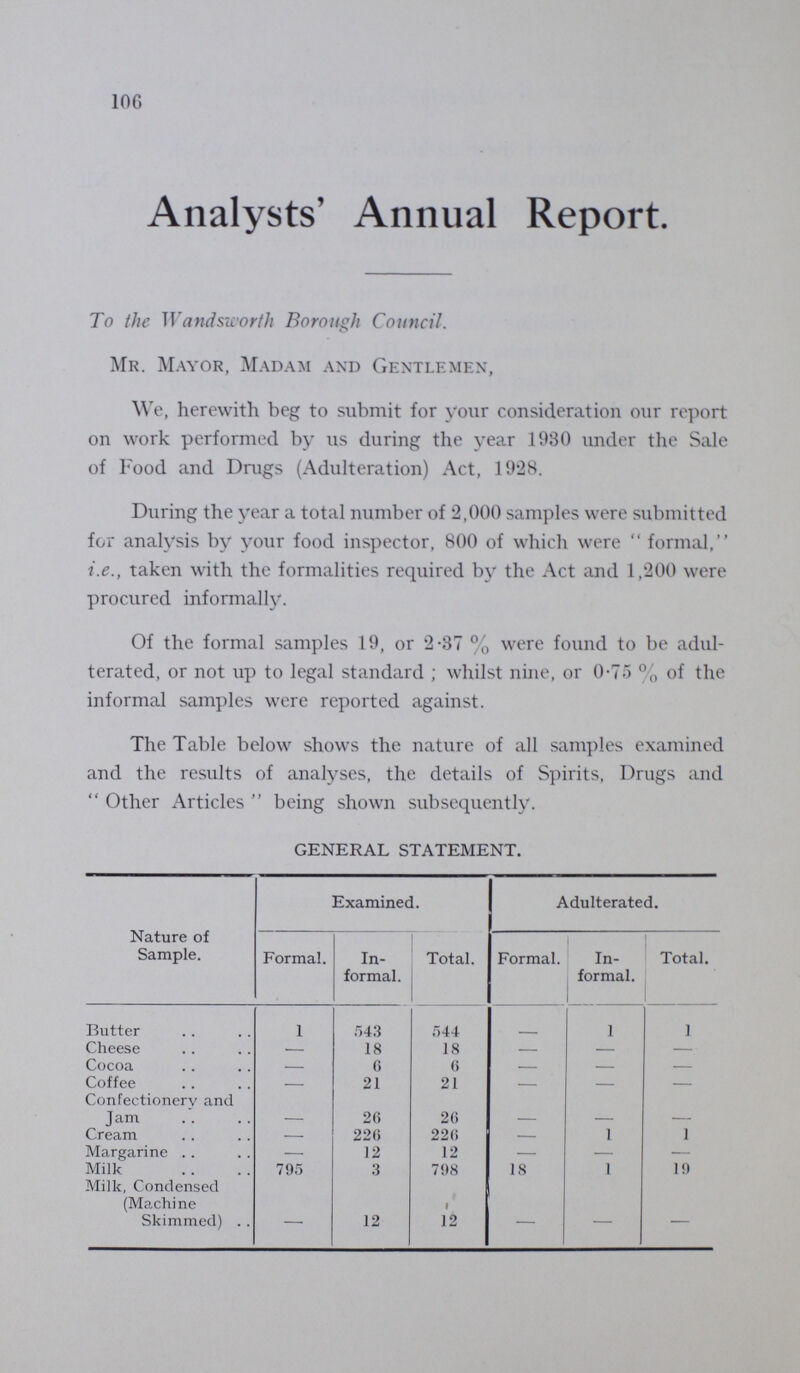 106
Analysts' Annual Report.
To the Wandsworth Borough Council.
Mr. Mayor, Madam and Gentlemen,
We, herewith beg to submit for your consideration our report
on work performed by us during the year 1930 under the Sale
of Food and Drugs (Adulteration) Act, 1928.
During the year a total number of 2,000 samples were submitted
for analysis by your food inspector, 800 of which were " formal,"
i.e., taken with the formalities required by the Act and 1,200 were
procured informally.
Of the formal samples 19, or 2·37 % were found to be adul-
terated, or not up to legal standard ; whilst nine, or 0·75 % of the
informal samples were reported against.
The Table below shows the nature of all samples examined
and the results of analyses, the details of Spirits, Drugs and
" Other Articles " being shown subsequently.
GENERAL STATEMENT.
Nature of Sample. Examined. Adulterated.
Formal. In-formal. Total. Formal. In-formal. Total.
Butter .. .. 1 543 544 — 1 1
Cheese .. .. — 18 18 — — —
Cocoa .. .. — 6 6 — — —
Coffee .. .. — 21 21 — — —
Confectionery and
Jam .. .. — 26 26 — — —
Cream .. .. — 226 226 — 1 1
Margarine .. .. — 12 12 — — —
Milk .. .. 795 3 798 18 1 19
Milk, Condensed
(Machine
Skimmed) .. — 12 12 — — —